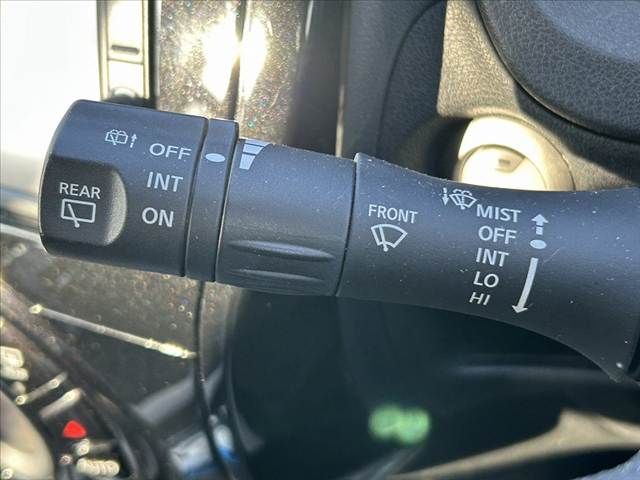 REAR
OFF
INT
ON
FRONT
MIST
OFF
INT
LO
HI